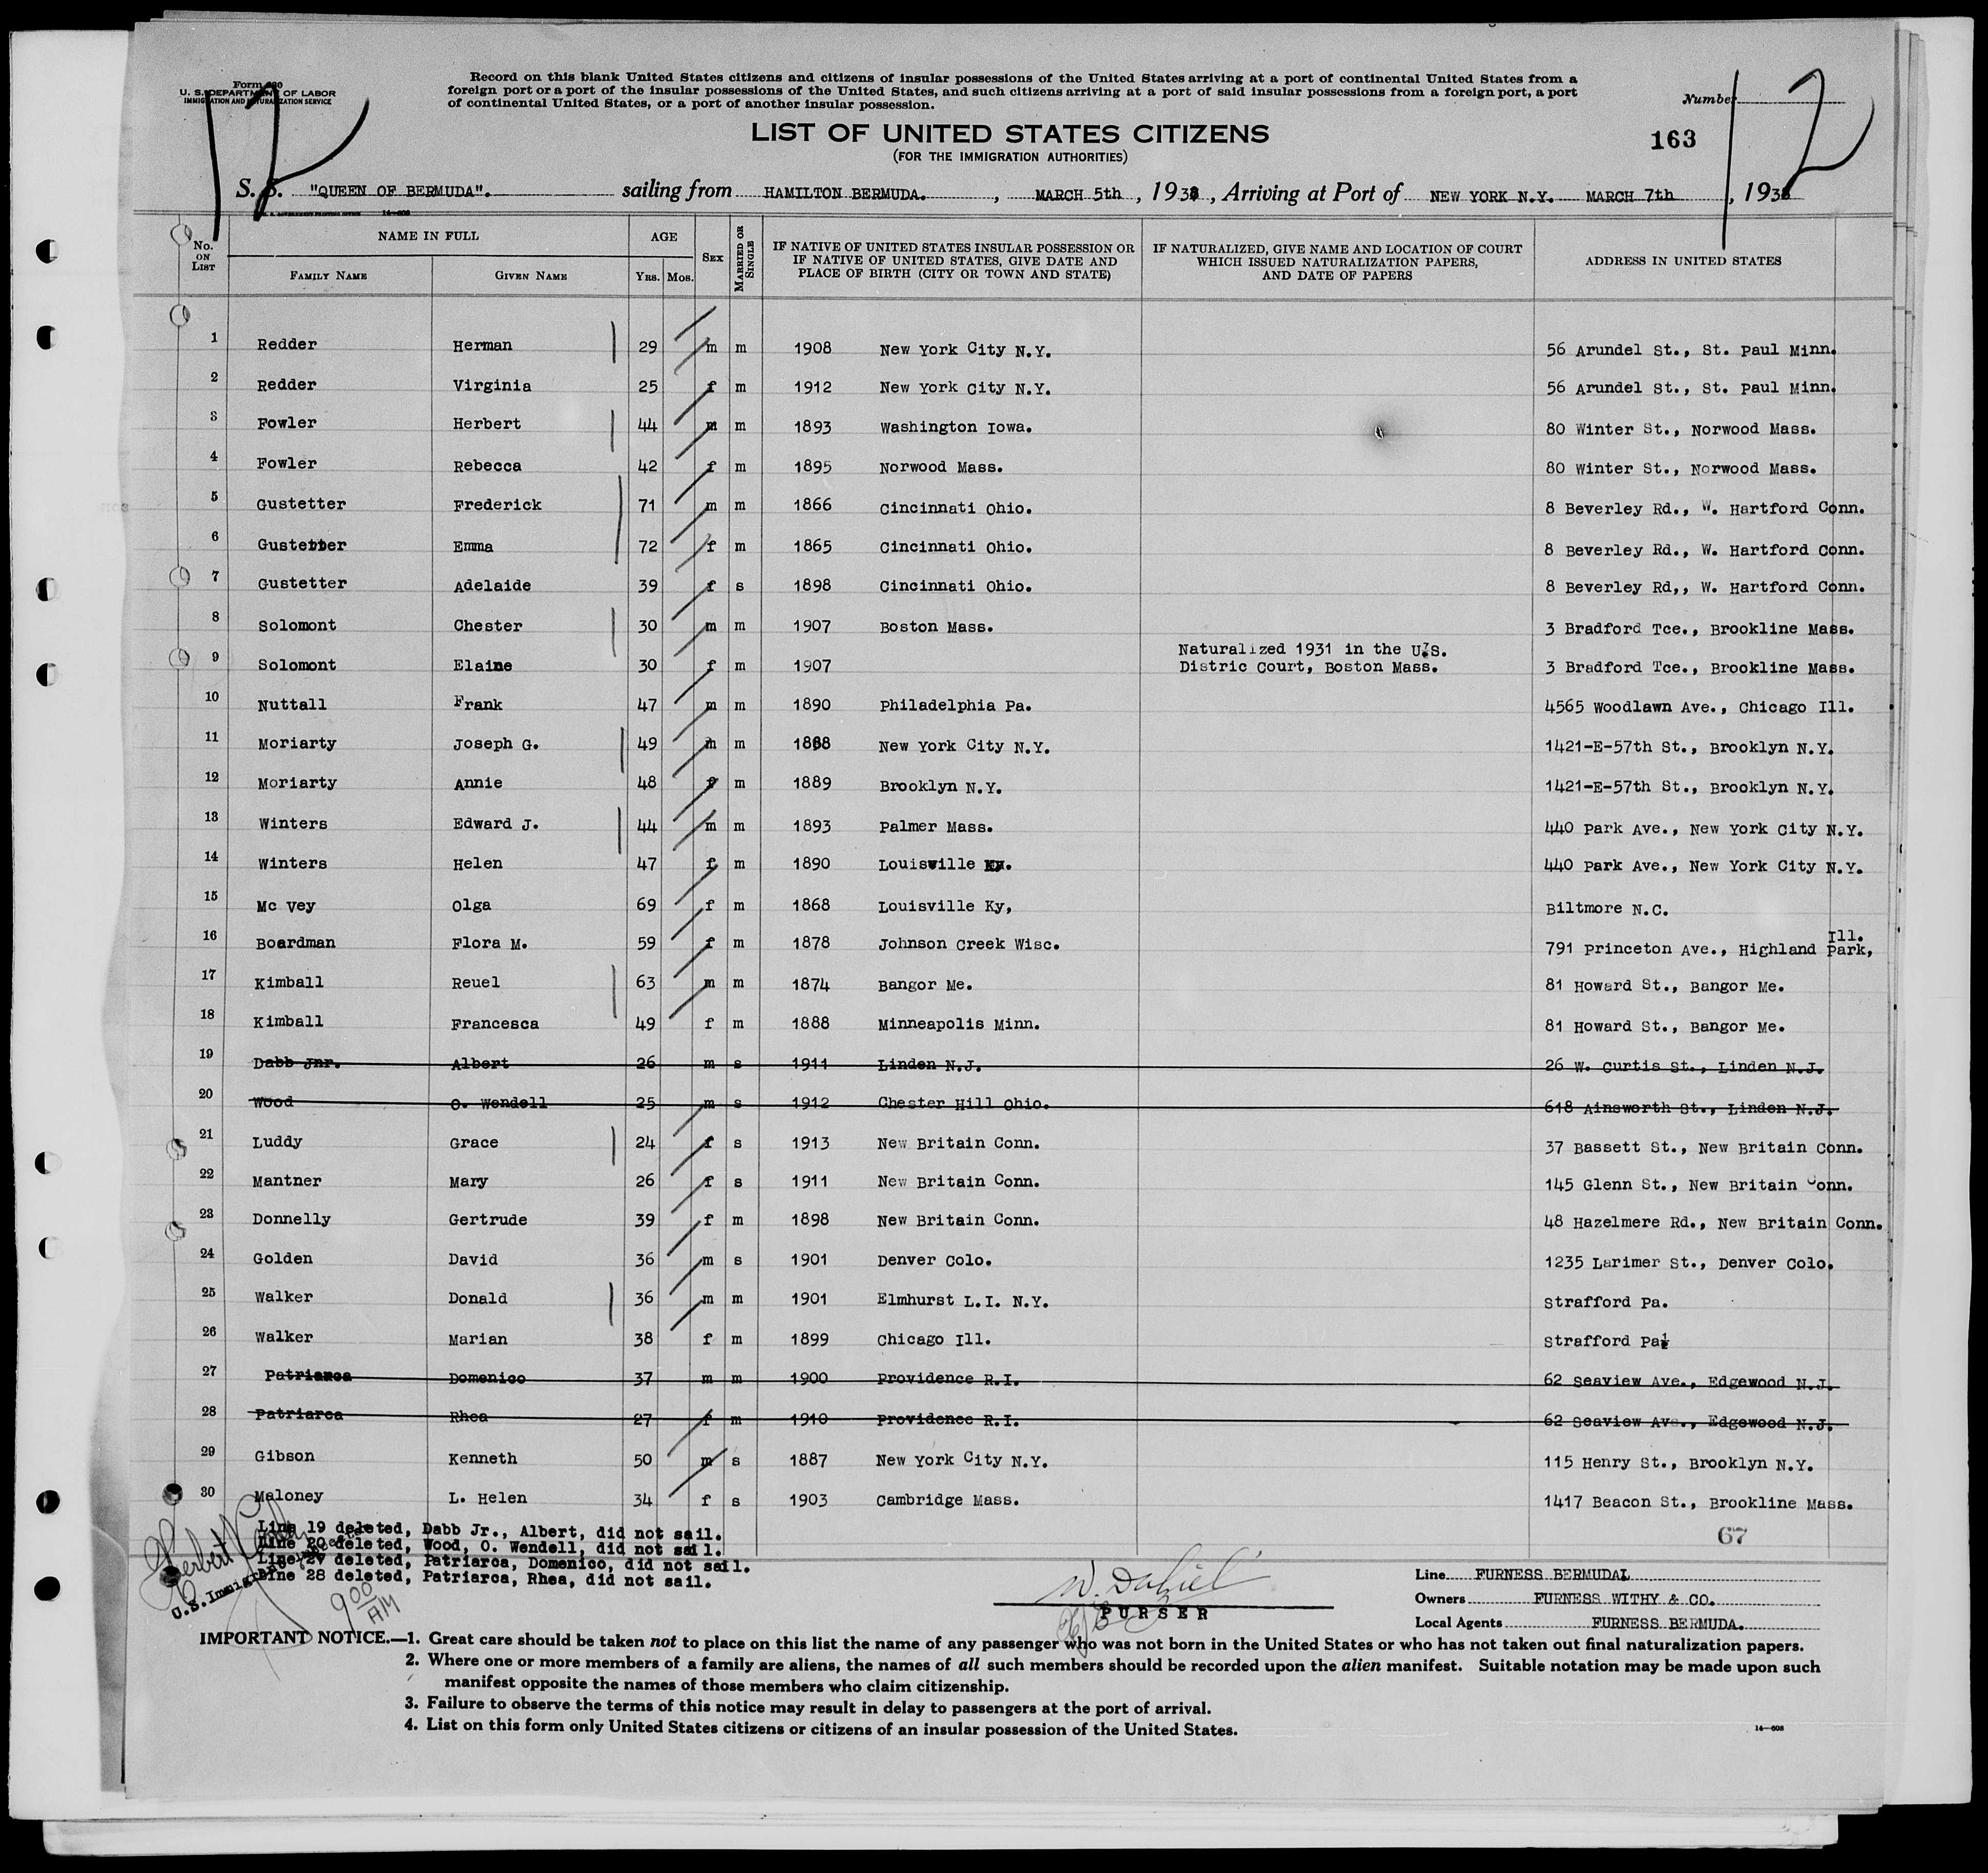 Form 630
U. S. DEPARTMENT OF LABOR
IMMIGRATION AND NATURALIZATION SERVICE
Record on this blank United States citizens and citizens of insular possessions of the United States arriving at a port of continental United States from a
foreign port or a port of the insular possessions of the United States, and such citizens arriving at a port of said insular possessions from a foreign port, a port
of continental United States, or a port of another insular possession.
Number
12
12
163
LIST OF UNITED STATES CITIZENS
(FOR THE IMMIGRATION AUTHORITIES)
S. S. "QUEEN OF BERMUDA". sailing from HAMILTON BERMUDA. , MARCH 5th , 1938 , Arriving at Port of NEW YORK N.Y. MARCH 7th , 1938
U. S. GOVERNMENT PRINTING OFFICE 14—608
No. ON LIST NAME IN FULL AGE SEX MARRIED OR SINGLE IF NATIVE OF UNITED STATES INSULAR POSSESSION OR IF NATIVE OF UNITED STATES, GIVE DATE AND PLACE OF BIRTH (CITY OR TOWN AND STATE) IF NATURALIZED, GIVE NAME AND LOCATION OF COURT WHICH ISSUED NATURALIZATION PAPERS, AND DATE OF PAPERS ADDRESS IN UNITED STATES
FAMILY NAME GIVEN NAME YRS. MOS.
1 Redder Herman 29 m m 1908 New York City N.Y. 56 Arundel St., St. Paul Minn.
2 Redder Virginia 25 f m 1912 New York City N.Y. 56 Arundel St., St. Paul Minn.
3 Fowler Herbert 44 m m 1893 Washington Iowa. 80 Winter St., Norwood Mass.
4 Fowler Rebecca 42 f m 1895 Norwood Mass. 80 Winter St., Norwood Mass.
5 Gustetter Frederick 71 m m 1866 Cincinnati Ohio. 8 Beverley Rd., W. Hartford Conn.
6 Gustetter Emma 72 f m 1865 Cincinnati Ohio. 8 Beverley Rd., W. Hartford Conn.
7 Gustetter Adelaide 39 f s 1898 Cincinnati Ohio. 8 Beverley Rd,, W. Hartford Conn.
8 Solomont Chester 30 m m 1907 Boston Mass. 3 Bradford Tce., Brookline Mass.
9 Solomont Elaine 30 f m 1907 Naturalized 1931 in the U.S. Distric Court, Boston Mass. 3 Bradford Tce., Brookline Mass.
10 Nuttall Frank 47 m m 1890 Philadelphia Pa. 4565 Woodlawn Ave., Chicago Ill.
11 Moriarty Joseph G. 49 m m 1888 New York City N.Y. 1421-E-57th St., Brooklyn N.Y.
12 Moriarty Annie 48 f m 1889 Brooklyn N.Y. 1421-E-57th St., Brooklyn N.Y.
13 Winters Edward J. 44 m m 1893 Palmer Mass. 440 Park Ave., New York City N.Y.
14 Winters Helen 47 f m 1890 Louisville Ky. 440 Park Ave., New York City N.Y.
15 Mc Vey Olga 69 f m 1868 Louisville Ky, Biltmore N.C.
16 Boardman Flora M. 59 f m 1878 Johnson Creek Wisc. 791 Princeton Ave., Highland Park, Ill.
17 Kimball Reuel 63 m m 1874 Bangor Me. 81 Howard St., Bangor Me.
18 Kimball Francesca 49 f m 1888 Minneapolis Minn. 81 Howard St., Bangor Me.
19 Dabb Jnr. Albert 26 m s 1911 Linden N.J. 26 W. Curtis St., Linden N.J.
20 Wood O. Wendell 25 m s 1912 Chester Hill Ohio. 618 Ainsworth St., Linden N.J.
21 Luddy Grace 24 f s 1913 New Britain Conn. 37 Bassett St., New Britain Conn.
22 Mantner Mary 26 f s 1911 New Britain Conn. 145 Glenn St., New Britain Conn.
23 Donnelly Gertrude 39 f m 1898 New Britain Conn. 48 Hazelmere Rd., New Britain Conn.
24 Golden David 36 m s 1901 Denver Colo. 1235 Larimer St., Denver Colo.
25 Walker Donald 36 m m 1901 Elmhurst L.I. N.Y. Strafford Pa.
26 Walker Marian 38 f m 1899 Chicago Ill. Strafford Pa.
27 Patriarca Domenico 37 m m 1900 Providence R.I. 62 Seaview Ave., Edgewood N.J.
28 Patriarca Rhea 27 f m 1910 Providence R.I. 62 Seaview Ave., Edgewood N.J.
29 Gibson Kenneth 50 m s 1887 New York City N.Y. 115 Henry St., Brooklyn N.Y.
30 Maloney L. Helen 34 f s 1903 Cambridge Mass. 1417 Beacon St., Brookline Mass.
Line 19 deleted, Dabb Jr., Albert, did not sail.
Line 20 deleted, Wood, O. Wendell, did not sail.
Line 27 deleted, Patriarca, Domenico, did not sail.
Line 28 deleted, Patriarca, Rhea, did not sail.
67
Herbert
U.S. Immigrant Inspector
9 00 AM
PURSER
Line FURNESS BERMUDA
Owners FURNESS WITHY & CO.
Local Agents FURNESS BERMUDA.
IMPORTANT NOTICE.—1. Great care should be taken not to place on this list the name of any passenger who was not born in the United States or who has not taken out final naturalization papers.
2. Where one or more members of a family are aliens, the names of all such members should be recorded upon the alien manifest. Suitable notation may be made upon such
manifest opposite the names of those members who claim citizenship.
3. Failure to observe the terms of this notice may result in delay to passengers at the port of arrival.
4. List on this form only United States citizens or citizens of an insular possession of the United States.
14—608